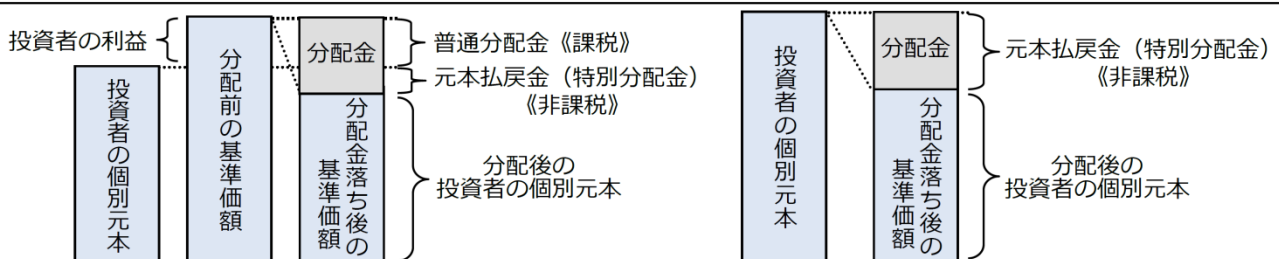 投資者の利益
投資者の個別元本
分配前の基準価額
分配金
分配金落ち後の
基準価額
普通分配金《課税》
元本払戻金（特別分配金）
《非課税》
分配後の
投資者の個別元本
投資者の個別元本
分配金
分配金落ち後の
基準価額
元本払戻金（特別分配金）
《非課税》
分配後の
投資者の個別元本